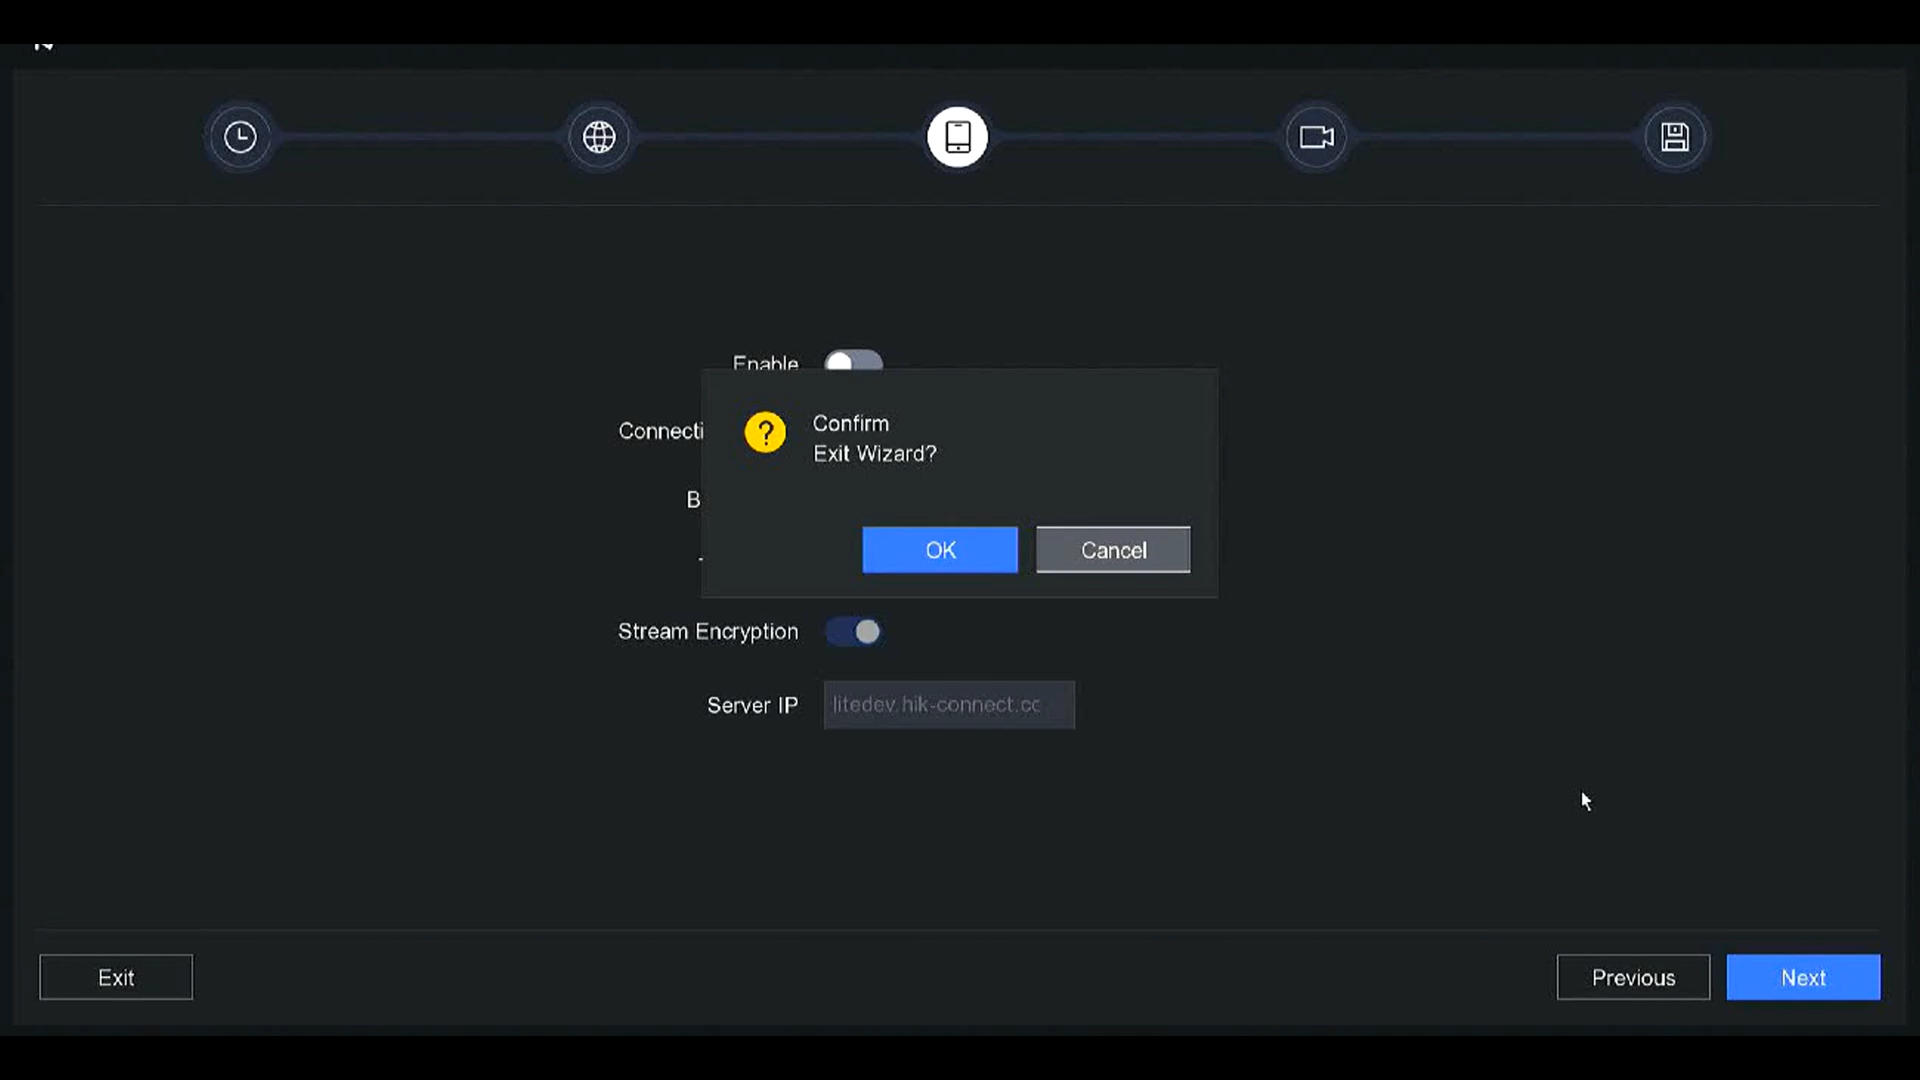 Enable
Confirm
Connecti
Exit Wizard?
B
OK
Cancel
Stream Encryption
Server IP
litedev.hik-connect.cc
Exit
Previous
Next